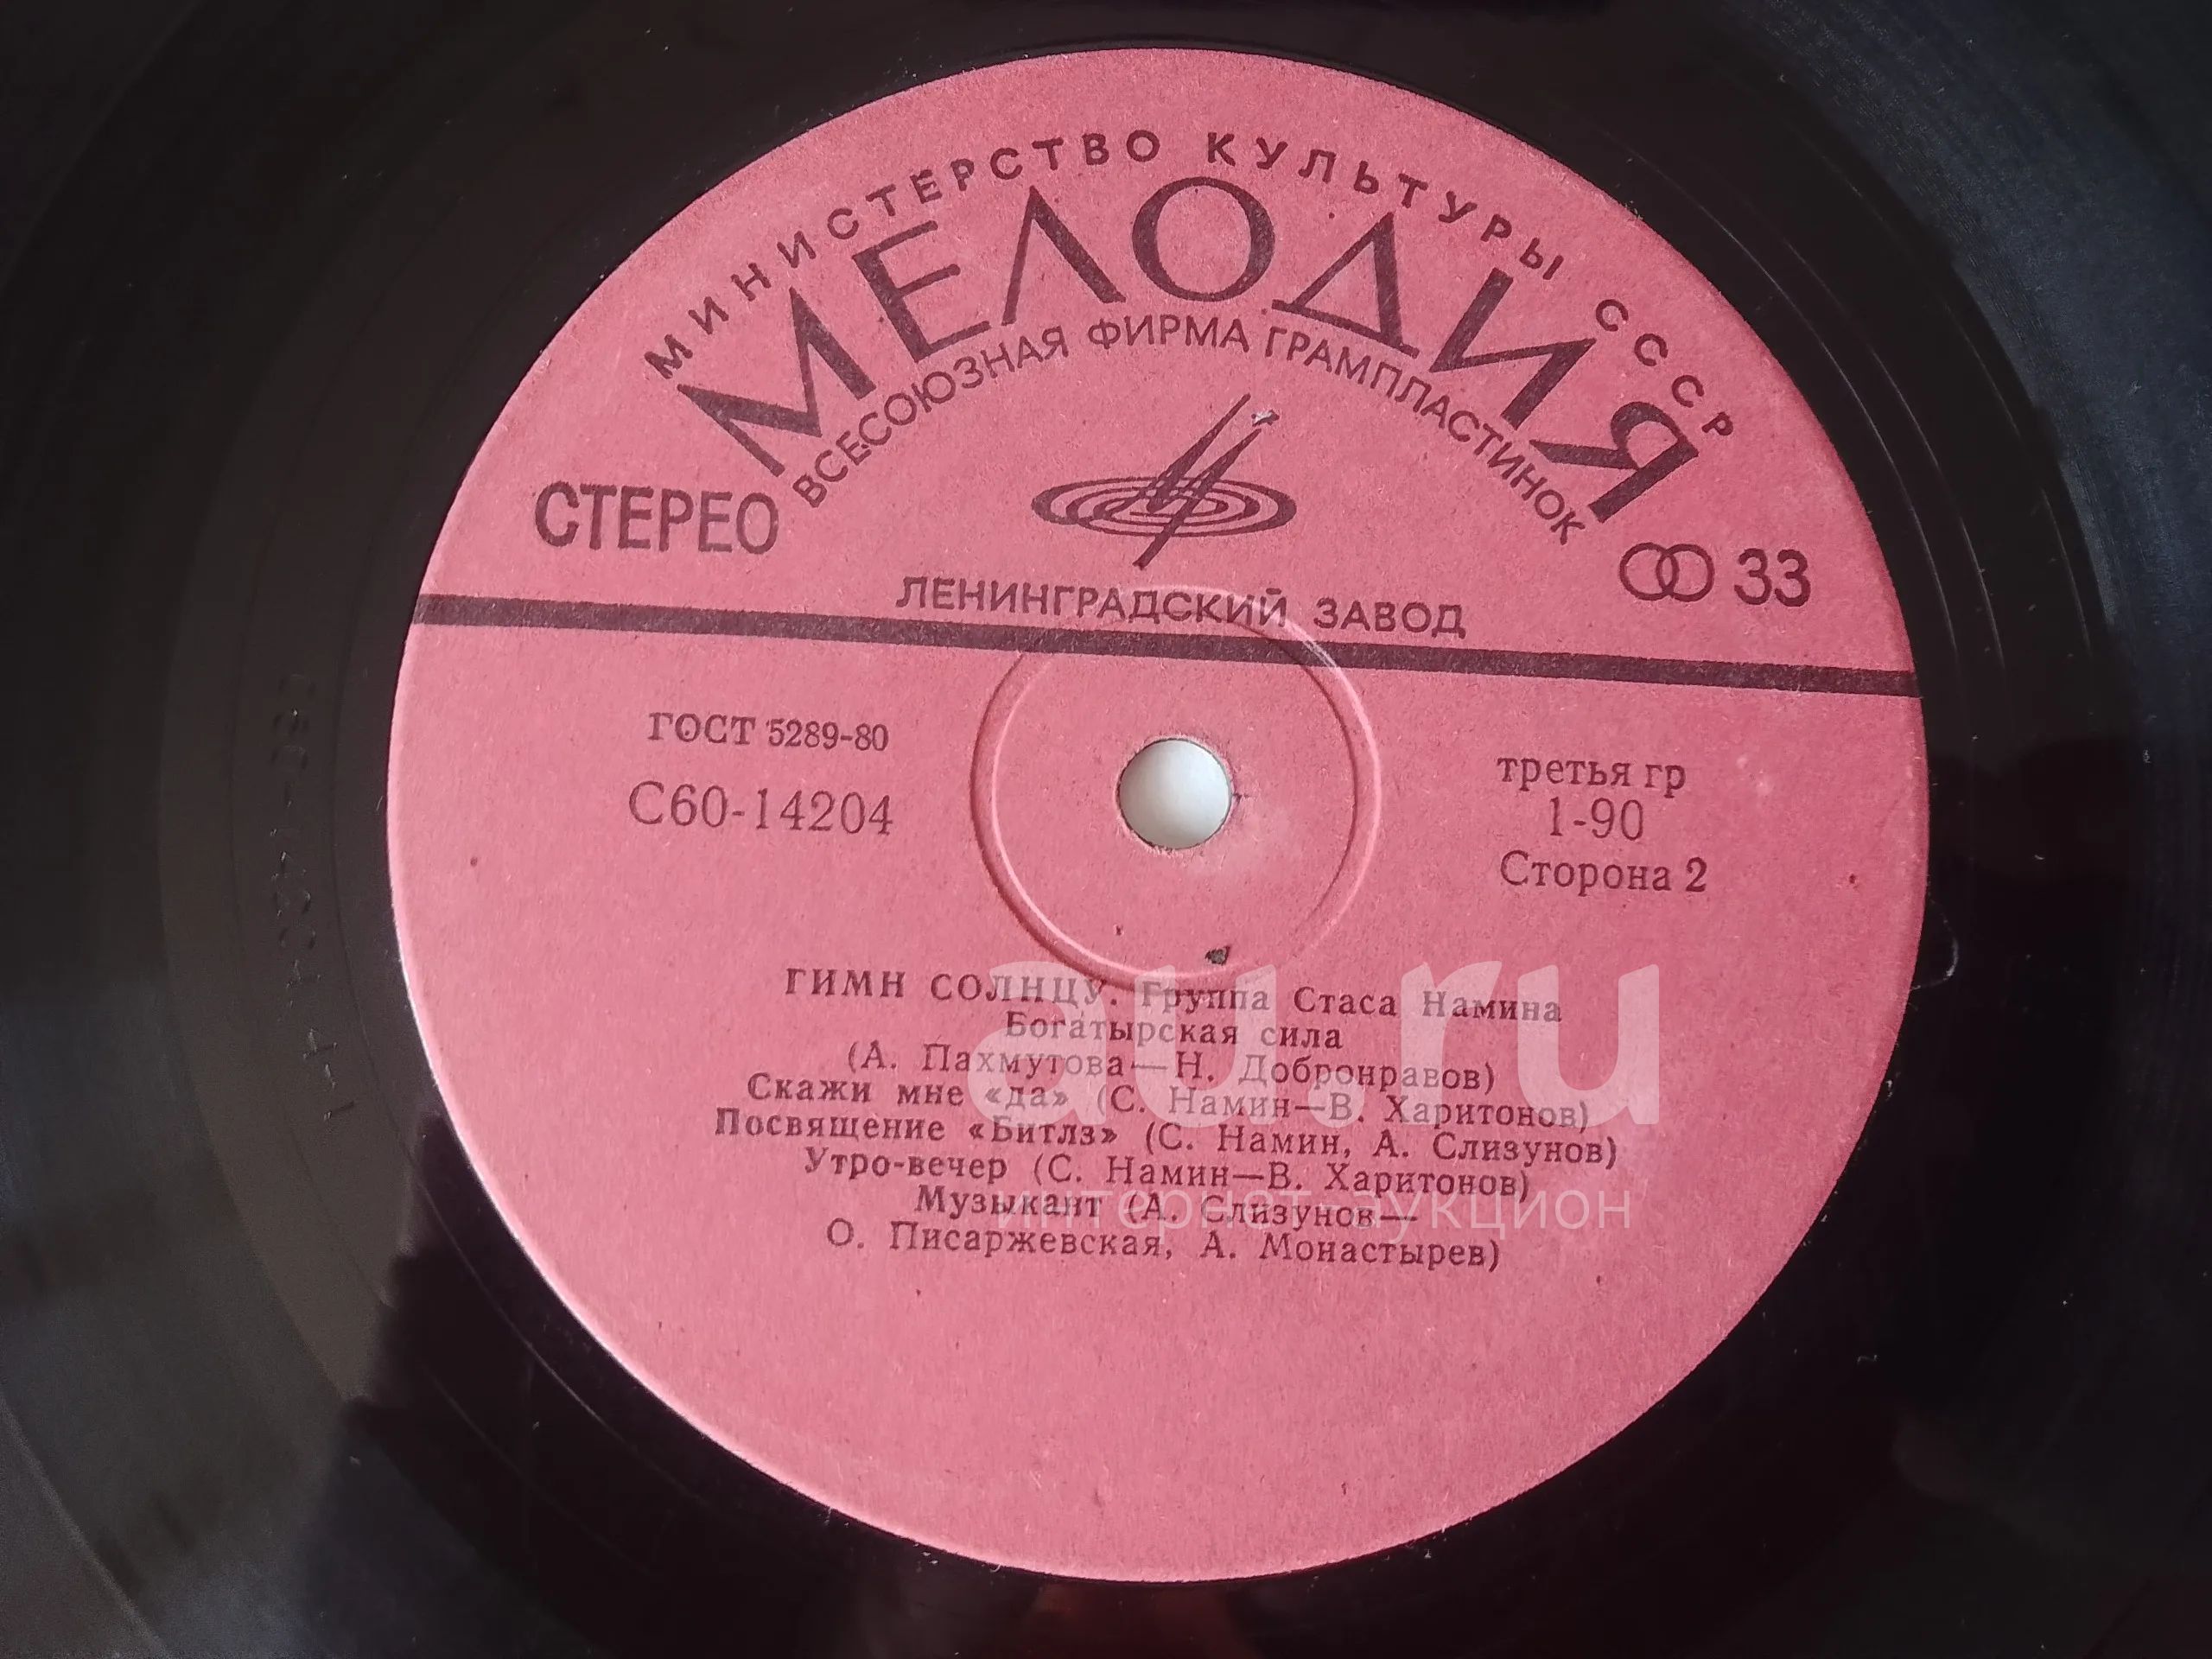 МИНИСТЕРСТВО КУЛЬТУРЫ СССР
МЕЛОДИЯ
ВСЕСОЮЗНАЯ ФИРМА ГРАМПЛАСТИНОК
СТЕРЕО
33
ЛЕНИНГРАДСКИЙ ЗАВОД
ГОСТ 5289-80
С60-14204
третья гр
1-90
Сторона 2
ГИМН СОЛНЦУ. Группа Стаса Намина
Богатырская сила
(А. Пахмутова—Н. Добронравов)
Скажи мне «да» (С. Намин—В. Харитонов)
Посвящение «Битлз» (С. Намин, А. Слизунов)
Утро-вечер (С. Намин—В. Харитонов)
Музыкант (А. Слизунов—
О. Писаржевская, А. Монастырев)
au.ru
интернет-аукцион